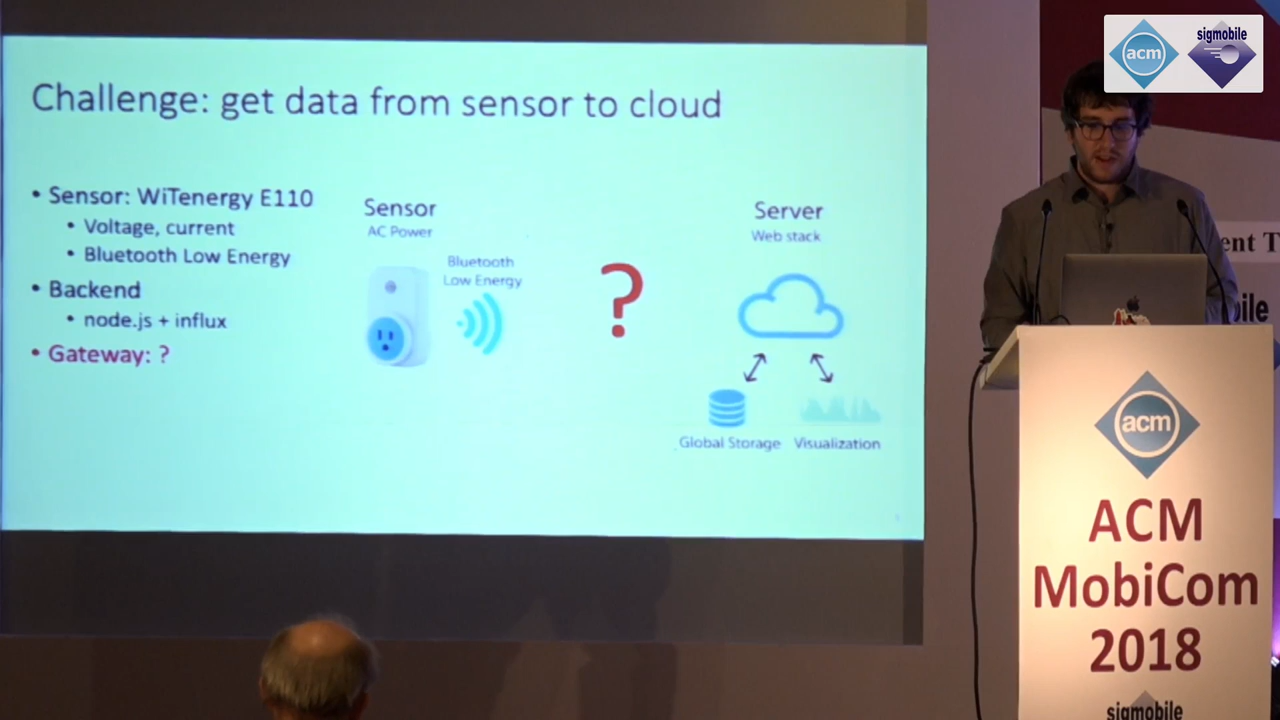 Challenge: get data from sensor to cloud
• Sensor: WiTenergy E110
• Voltage, current
• Bluetooth Low Energy
• Backend
• node.js + influx
• Gateway: ?
Sensor
AC Power
Bluetooth
Low Energy
?
Server
Web stack
Global Storage
Visualization
acm
sigmobile
ent T
bile
acm
ACM
MobiCom
2018
sigmobile